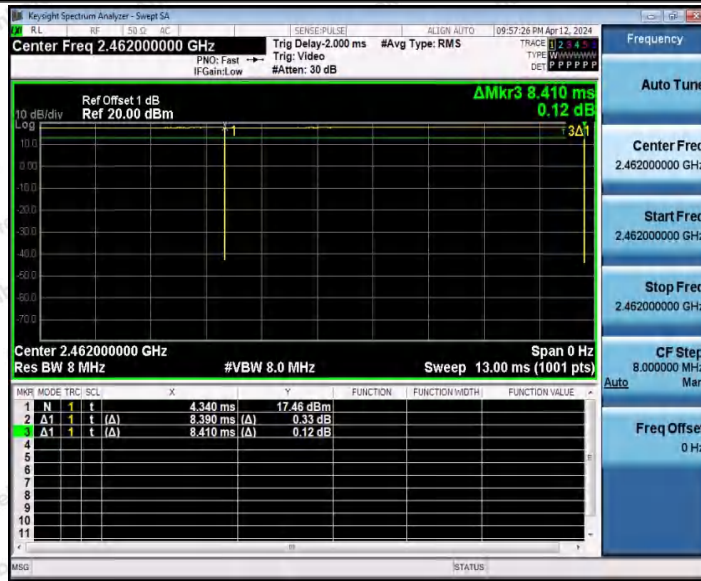 Keysight Spectrum Analyzer - Swept SA
RL RF 50 Ω AC SENSE:PULSE ALIGN AUTO 09:57:26 PM Apr 12, 2024
Center Freq 2.462000000 GHz
PNO: Fast
IFGain:Low
Trig Delay-2.000 ms
Trig: Video
#Atten: 30 dB
#Avg Type: RMS
TRACE 1 2 3 4 5 6
TYPE WWWWWW
DET P P P P P P
ΔMkr3 8.410 ms
0.12 dB
Ref Offset 1 dB
10 dB/div Ref 20.00 dBm
Log
1
3Δ1
10.0
0.00
-10.0
-20.0
-30.0
-40.0
-50.0
-60.0
-70.0
Center 2.462000000 GHz Span 0 Hz
Res BW 8 MHz #VBW 8.0 MHz Sweep 13.00 ms (1001 pts)
MKR MODE TRC SCL X Y FUNCTION FUNCTION WIDTH FUNCTION VALUE
1 N 1 t 4.340 ms 17.46 dBm
2 Δ1 1 t (Δ) 8.390 ms (Δ) 0.33 dB
3 Δ1 1 t (Δ) 8.410 ms (Δ) 0.12 dB
4
5
6
7
8
9
10
11
MSG STATUS
Frequency
Auto Tune
Center Freq
2.462000000 GHz
Start Freq
2.462000000 GHz
Stop Freq
2.462000000 GHz
CF Step
8.000000 MHz
Auto Man
Freq Offset
0 Hz